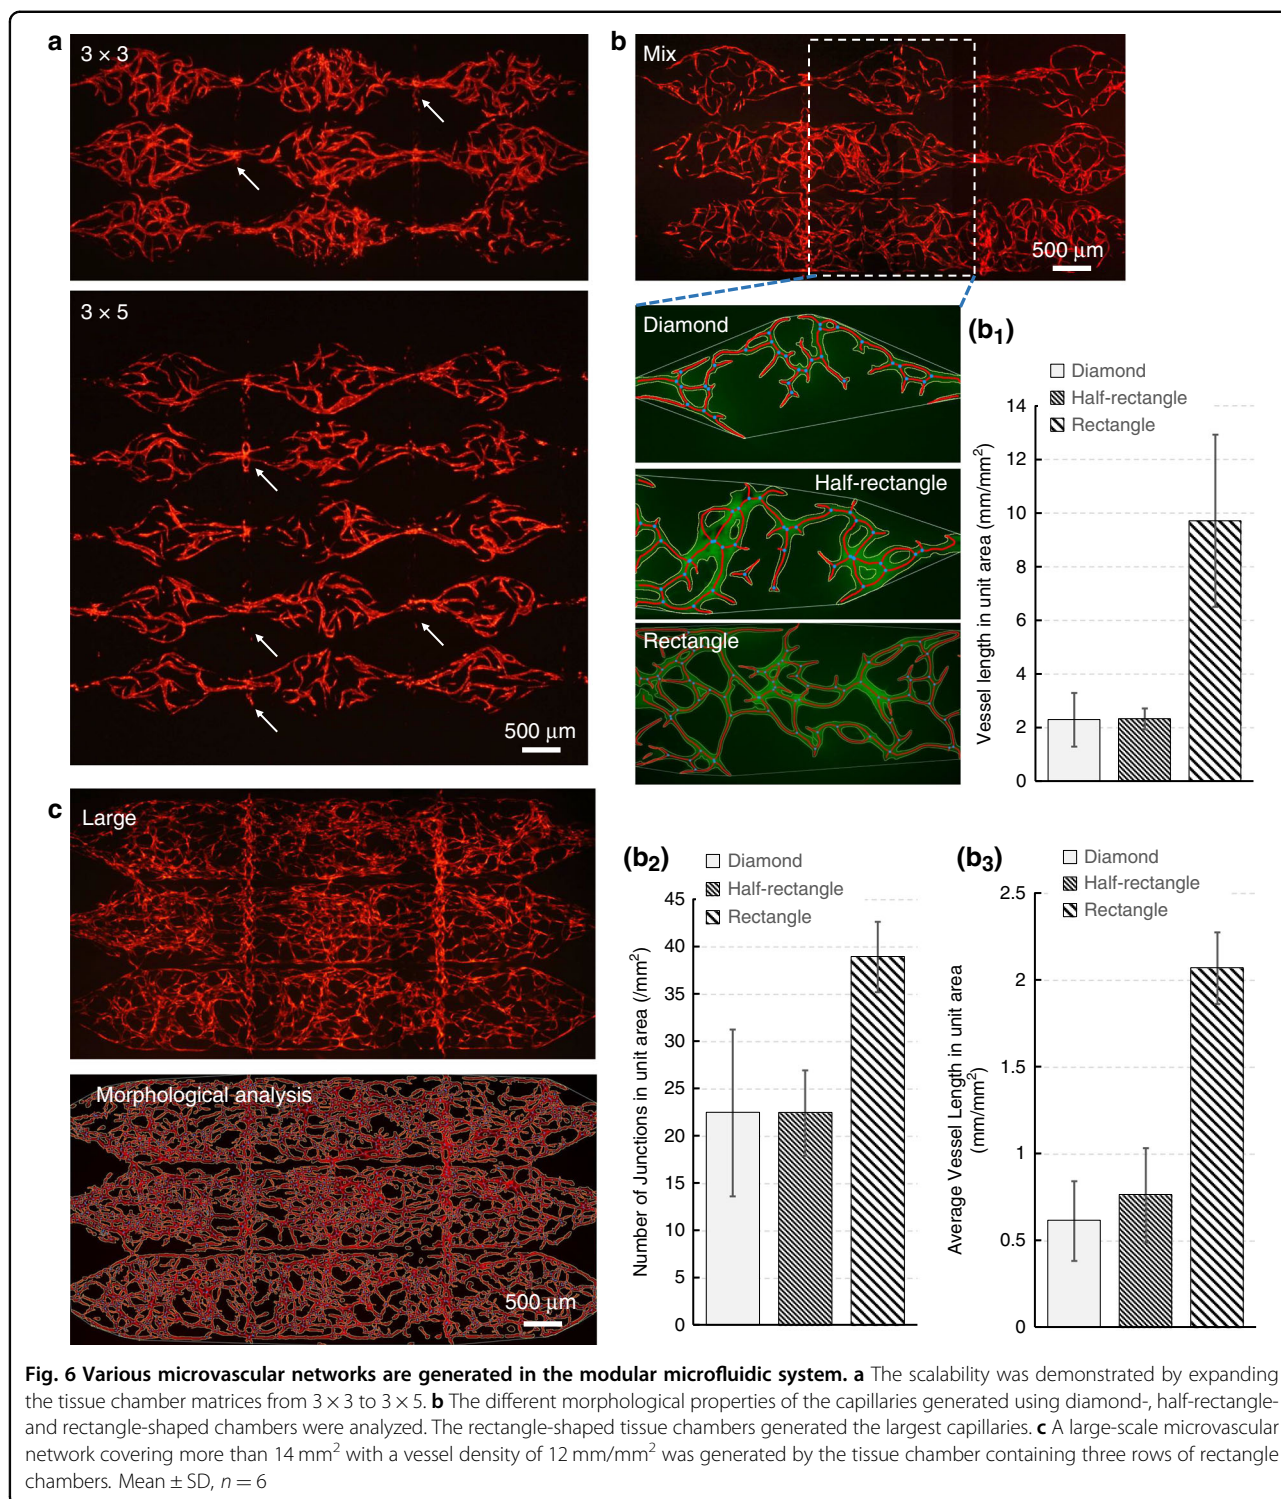 a
3 × 3
3 × 5
500 μm
b
Mix
500 μm
Diamond
Half-rectangle
Rectangle
(b1)
Diamond
Half-rectangle
Rectangle
Vessel length in unit area (mm/mm²)
14
12
10
8
6
4
2
0
c
Large
Morphological analysis
500 μm
(b2)
Diamond
Half-rectangle
Rectangle
Number of Junctions in unit area (/mm²)
45
40
35
30
25
20
15
10
5
0
(b3)
Diamond
Half-rectangle
Rectangle
Average Vessel Length in unit area
(mm/mm²)
2.5
2
1.5
1
0.5
0
Fig. 6 Various microvascular networks are generated in the modular microfluidic system. a The scalability was demonstrated by expanding
the tissue chamber matrices from 3 × 3 to 3 × 5. b The different morphological properties of the capillaries generated using diamond-, half-rectangle-
and rectangle-shaped chambers were analyzed. The rectangle-shaped tissue chambers generated the largest capillaries. c A large-scale microvascular
network covering more than 14 mm² with a vessel density of 12 mm/mm² was generated by the tissue chamber containing three rows of rectangle
chambers. Mean ± SD, n = 6